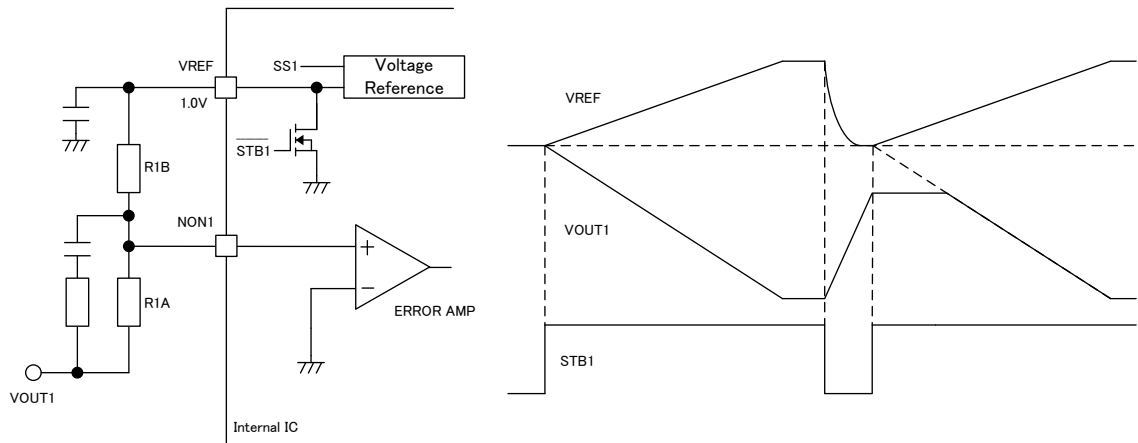 VREF
1.0V
SS1
Voltage
Reference
STB1
R1B
NON1
R1A
ERROR AMP
VOUT1
Internal IC
VREF
VOUT1
STB1